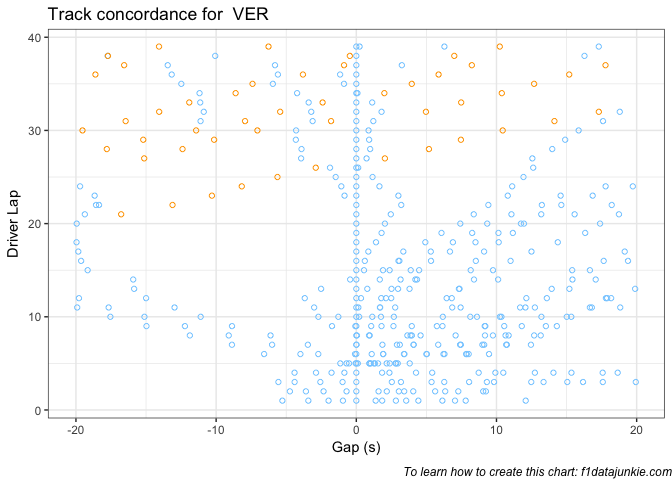 Track concordance for VER
40
30
20
10
0
Driver Lap
-20 -10 0 10 20
Gap (s)
To learn how to create this chart: f1datajunkie.com